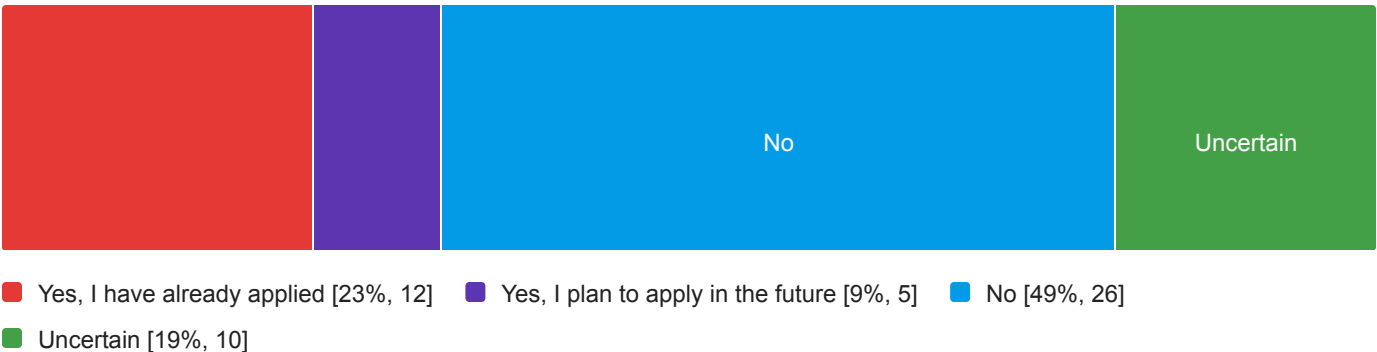 No
Uncertain
Yes, I have already applied [23%, 12]
Yes, I plan to apply in the future [9%, 5]
No [49%, 26]
Uncertain [19%, 10]